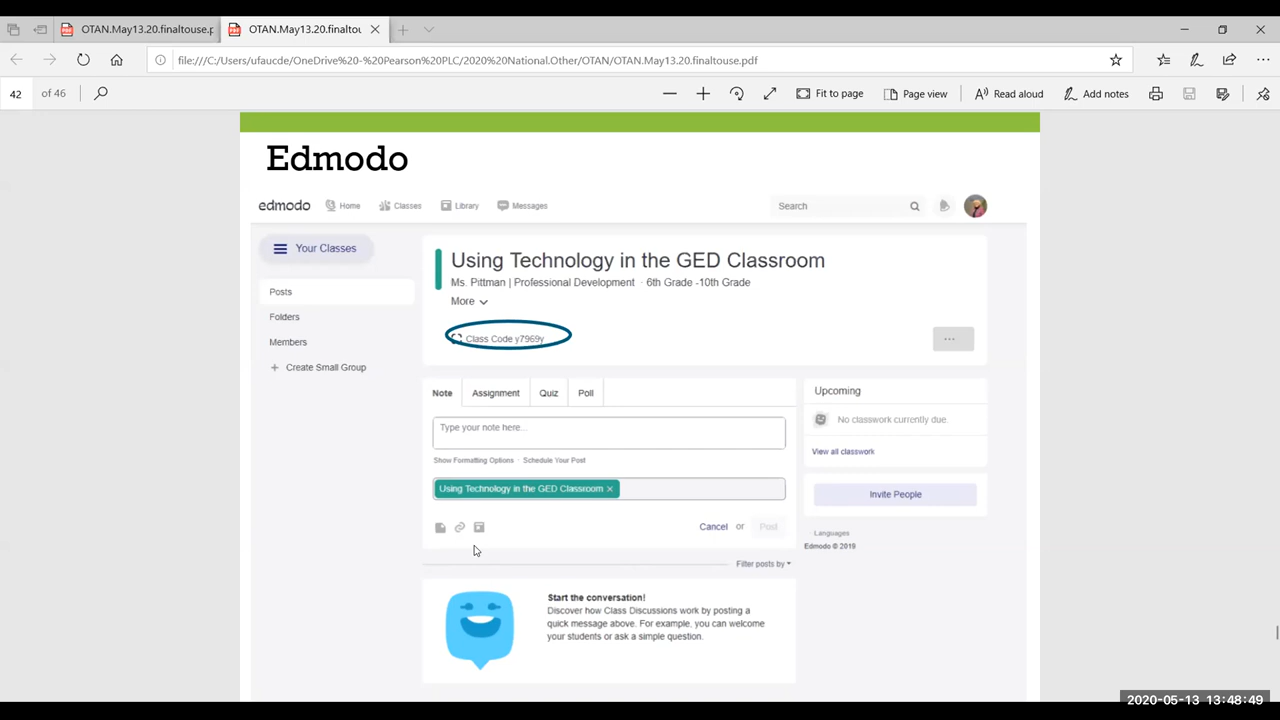 OTAN.May13.20.finaltouse.p
OTAN.May13.20.finaltou
file:///C:/Users/ufaucde/OneDrive%20-%20Pearson%20PLC/2020%20National.Other/OTAN/OTAN.May13.20.finaltouse.pdf
42 of 46
Fit to page
Page view
Read aloud
Add notes
Edmodo
edmodo
Home
Classes
Library
Messages
Search
Your Classes
Posts
Folders
Members
+ Create Small Group
Using Technology in the GED Classroom
Ms. Pittman | Professional Development · 6th Grade -10th Grade
More
Class Code y7969y
...
Note
Assignment
Quiz
Poll
Type your note here...
Show Formatting Options · Schedule Your Post
Using Technology in the GED Classroom ×
Cancel or Post
Filter posts by
Upcoming
No classwork currently due.
View all classwork
Invite People
Languages
Edmodo © 2019
Start the conversation!
Discover how Class Discussions work by posting a
quick message above. For example, you can welcome
your students or ask a simple question.
2020-05-13 13:48:49